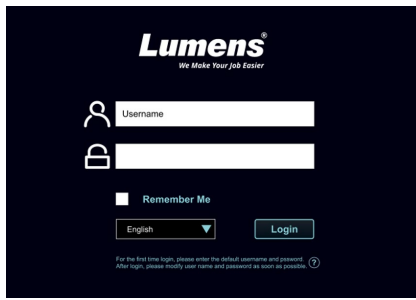 Lumens®
We Make Your Job Easier
Username
Remember Me
English
Login
For the first time login, please enter the default username and pssword.
After login, please modify user name and password as soon as possible. ?